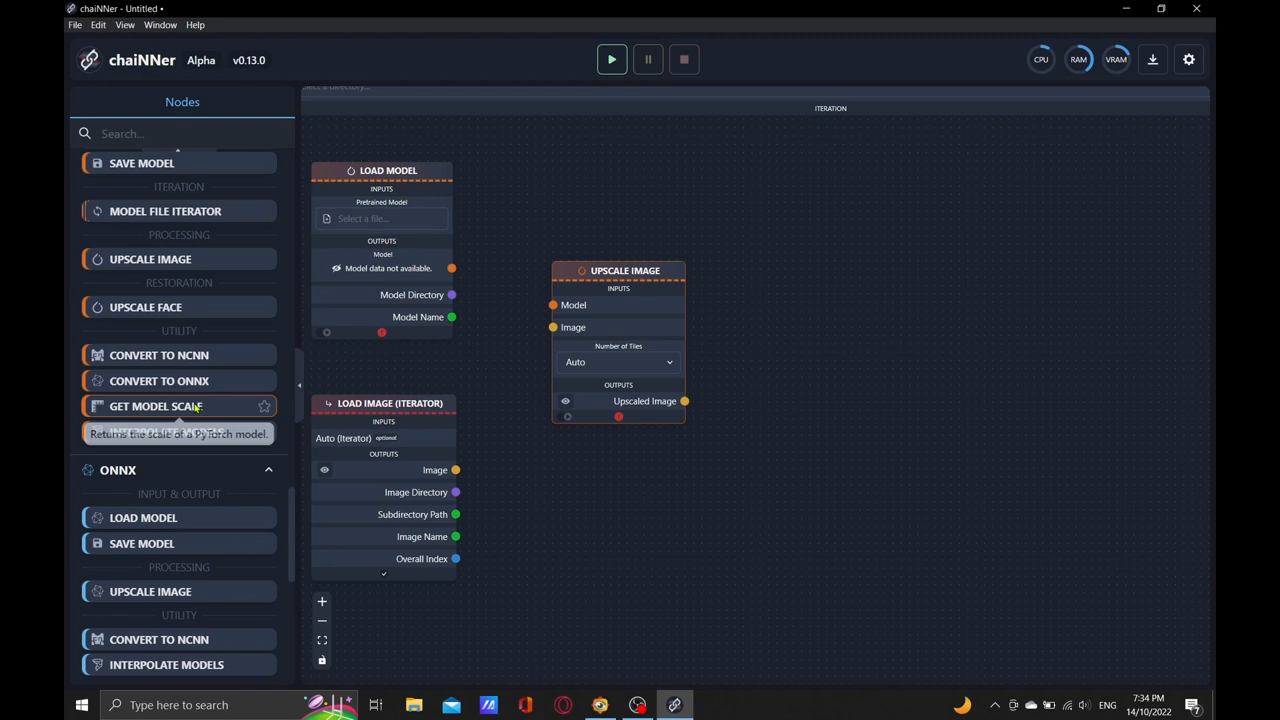 chaiNNer - Untitled •
File Edit View Window Help
chaiNNer Alpha v0.13.0
CPU RAM VRAM
Nodes
Search...
SAVE MODEL
ITERATION
MODEL FILE ITERATOR
PROCESSING
UPSCALE IMAGE
RESTORATION
UPSCALE FACE
UTILITY
CONVERT TO NCNN
CONVERT TO ONNX
GET MODEL SCALE
Returns the scale of a PyTorch model.
ONNX
INPUT & OUTPUT
LOAD MODEL
SAVE MODEL
PROCESSING
UPSCALE IMAGE
UTILITY
CONVERT TO NCNN
INTERPOLATE MODELS
ITERATION
LOAD MODEL
INPUTS
Pretrained Model
Select a file...
OUTPUTS
Model
Model data not available.
Model Directory
Model Name
LOAD IMAGE (ITERATOR)
INPUTS
Auto (Iterator) optional
OUTPUTS
Image
Image Directory
Subdirectory Path
Image Name
Overall Index
UPSCALE IMAGE
INPUTS
Model
Image
Number of Tiles
Auto
OUTPUTS
Upscaled Image
Type here to search
ENG
7:34 PM
14/10/2022